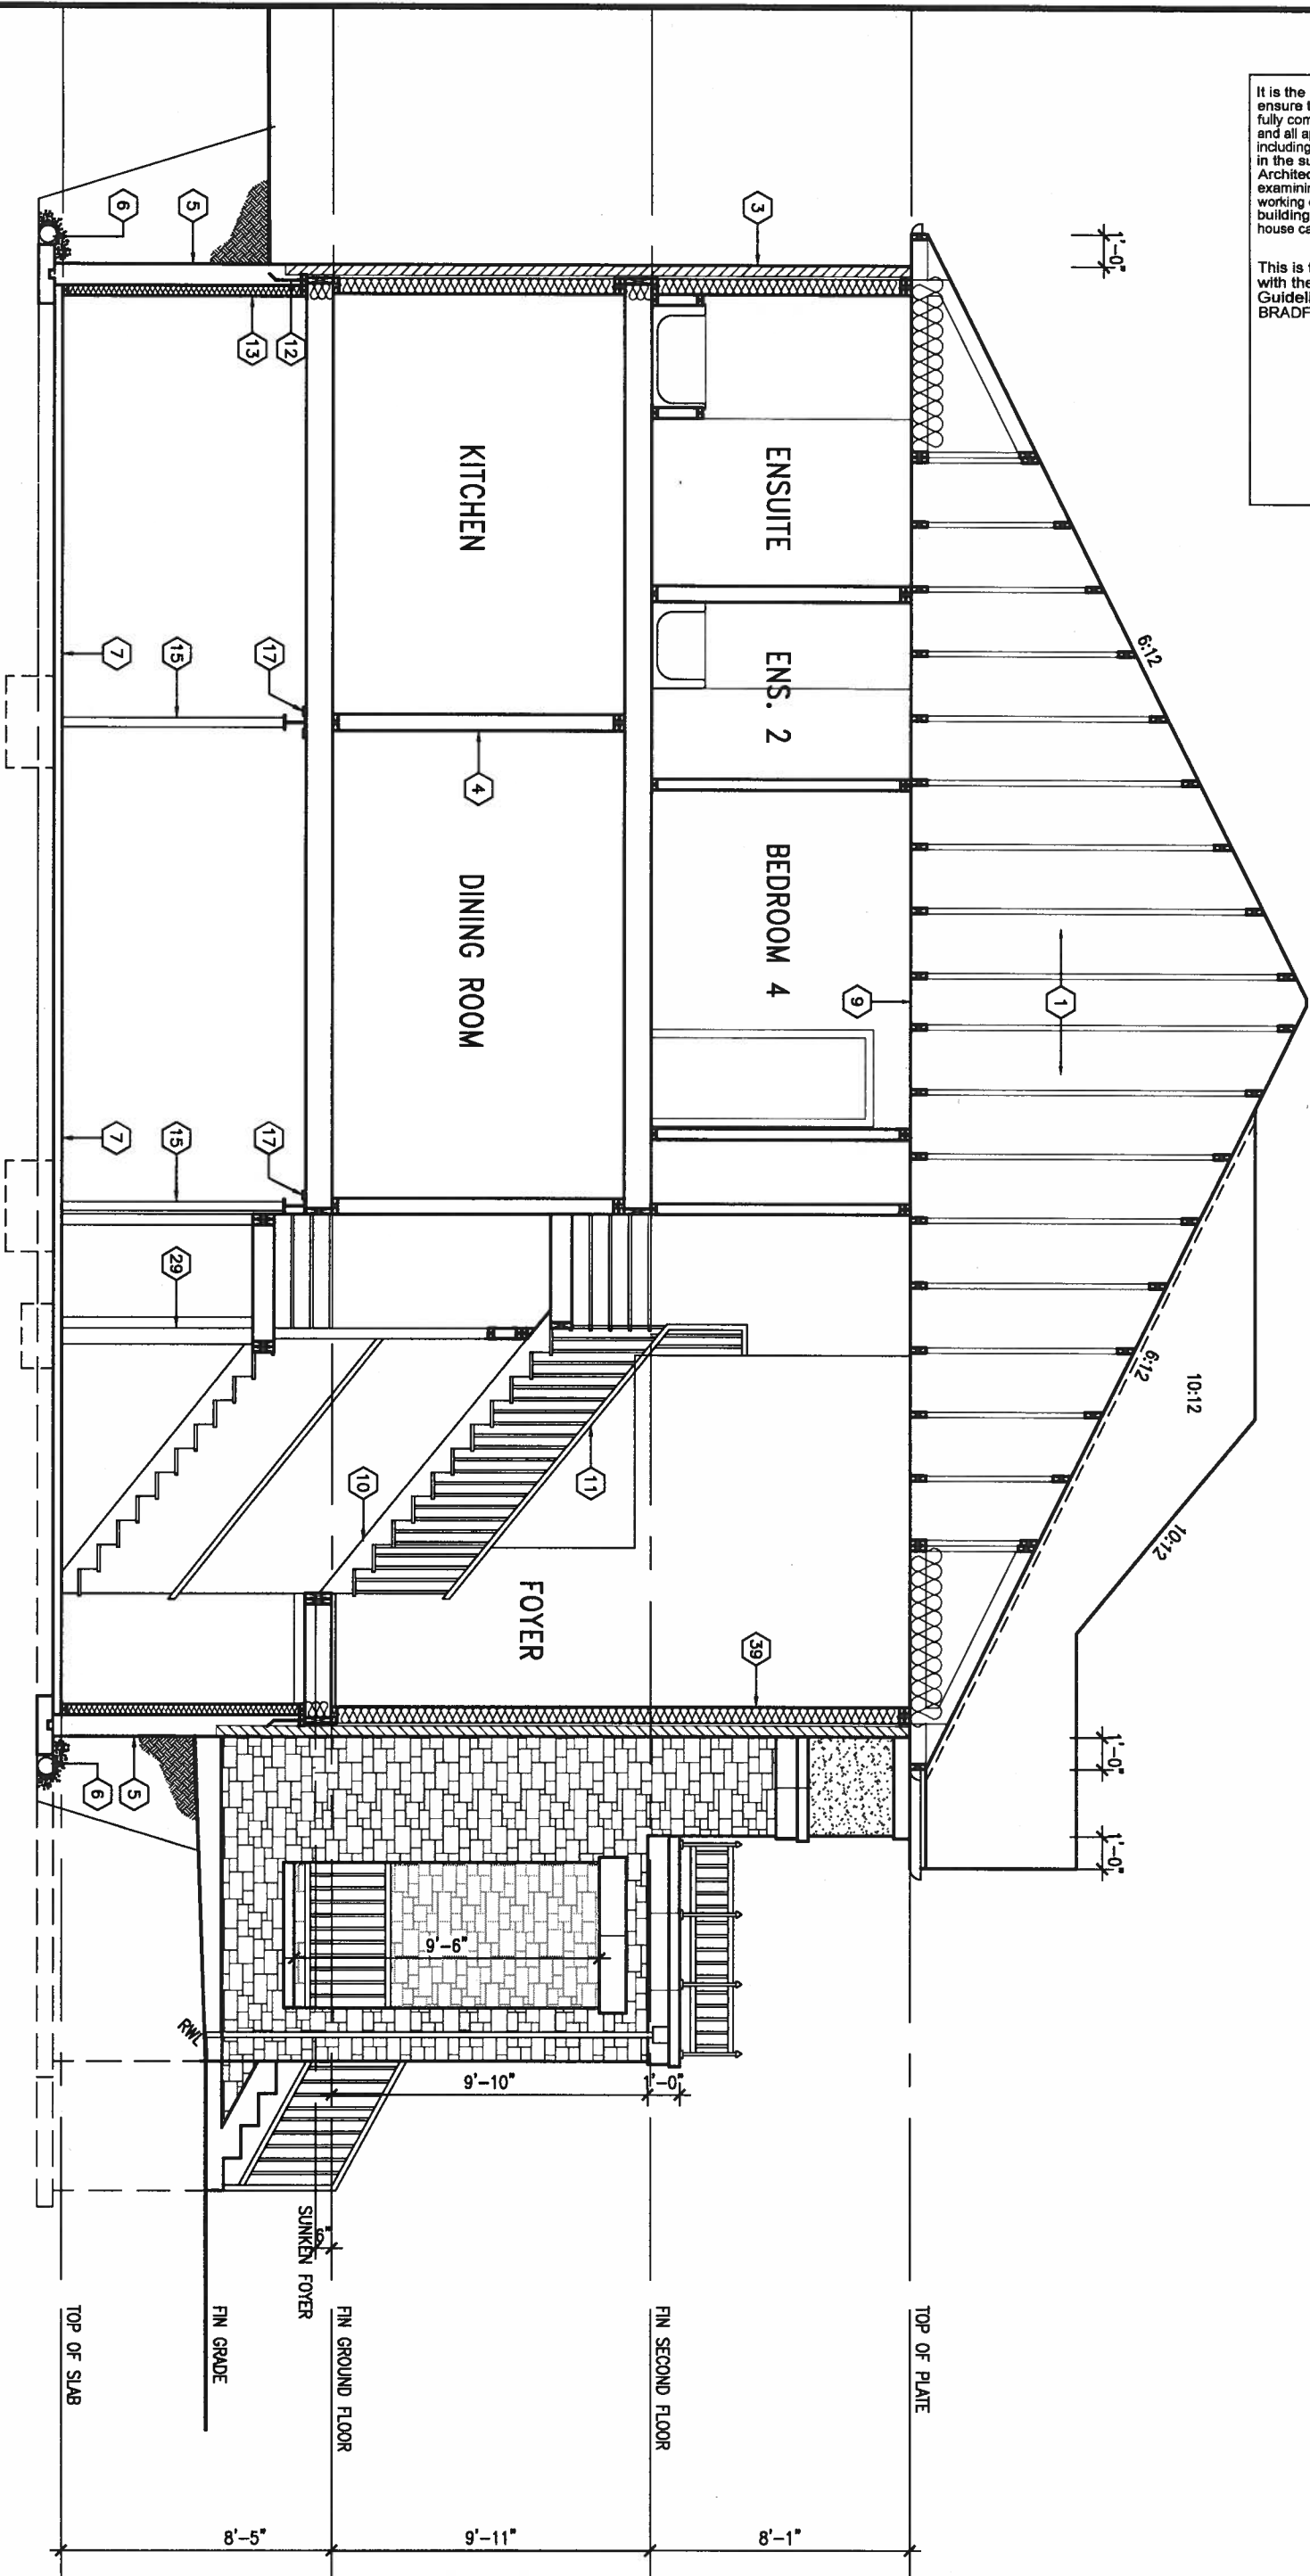 It is the
ensure t
fully com
and all a
including
in the su
Architec
examinin
working
building
house ca
This is t
with the
Guideli
BRADF
1'-0"
6:12
1
10:12
6:12
10:12
1'-0"
1'-0"
3
ENSUITE
ENS. 2
BEDROOM 4
9
39
TOP OF PLATE
8'-1"
11
FIN SECOND FLOOR
KITCHEN
4
DINING ROOM
10
FOYER
9'-6"
9'-10"
1'-0"
9'-11"
FIN GROUND FLOOR
6"
SUNKEN FOYER
12
13
17
17
5
15
15
29
RWL
FIN GRADE
8'-5"
6
7
7
5
6
TOP OF SLAB